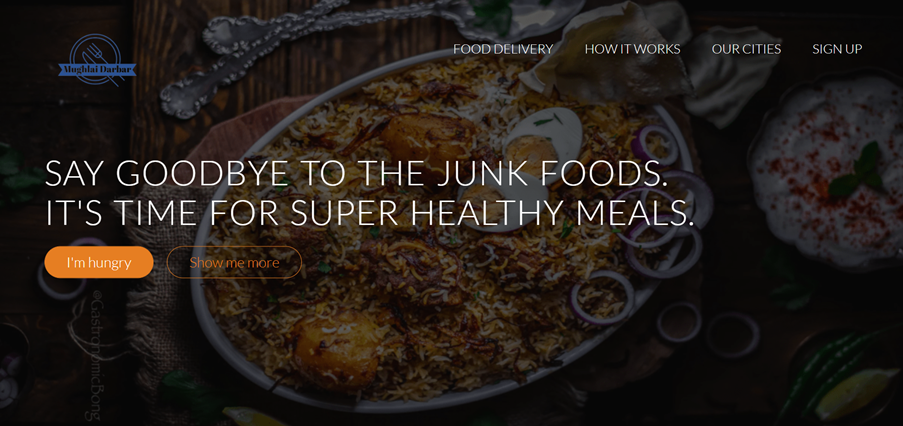 Mughlai Darbar
FOOD DELIVERY
HOW IT WORKS
OUR CITIES
SIGN UP
SAY GOODBYE TO THE JUNK FOODS.
IT'S TIME FOR SUPER HEALTHY MEALS.
I'm hungry
Show me more